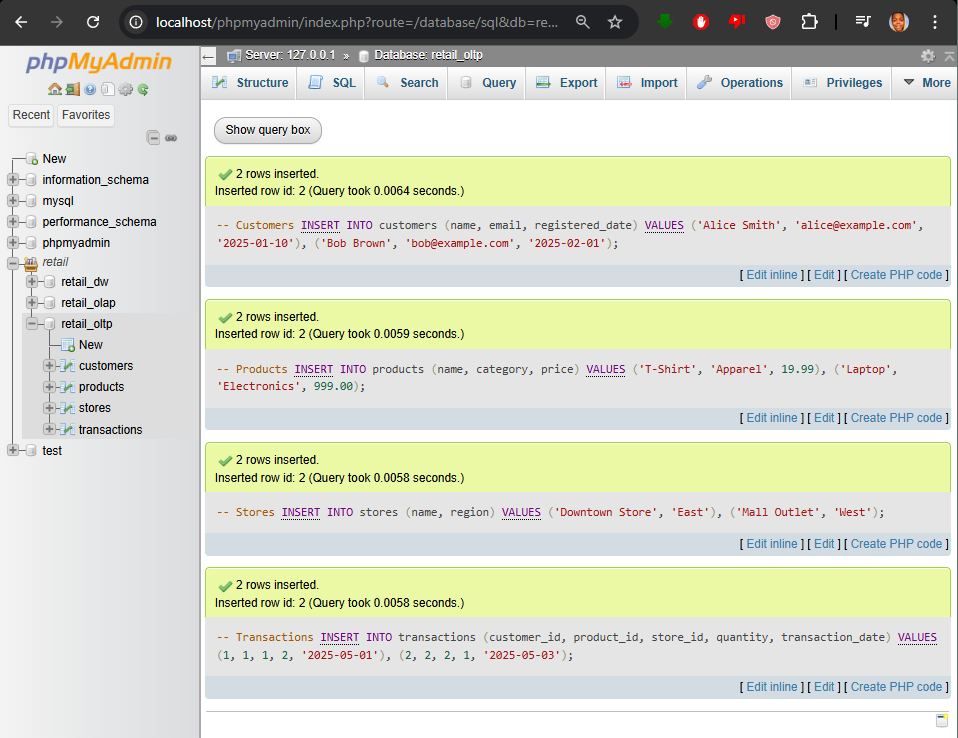 localhost/phpmyadmin/index.php?route=/database/sql&db=re...
phpMyAdmin
Recent
Favorites
New
information_schema
mysql
performance_schema
phpmyadmin
retail
retail_dw
retail_olap
retail_oltp
New
customers
products
stores
transactions
test
Server: 127.0.0.1 » Database: retail_oltp
Structure SQL Search Query Export Import Operations Privileges More
Show query box
2 rows inserted.
Inserted row id: 2 (Query took 0.0064 seconds.)
-- Customers INSERT INTO customers (name, email, registered_date) VALUES ('Alice Smith', 'alice@example.com',
'2025-01-10'), ('Bob Brown', 'bob@example.com', '2025-02-01');
[ Edit inline ] [ Edit ] [ Create PHP code ]
2 rows inserted.
Inserted row id: 2 (Query took 0.0059 seconds.)
-- Products INSERT INTO products (name, category, price) VALUES ('T-Shirt', 'Apparel', 19.99), ('Laptop',
'Electronics', 999.00);
[ Edit inline ] [ Edit ] [ Create PHP code ]
2 rows inserted.
Inserted row id: 2 (Query took 0.0058 seconds.)
-- Stores INSERT INTO stores (name, region) VALUES ('Downtown Store', 'East'), ('Mall Outlet', 'West');
[ Edit inline ] [ Edit ] [ Create PHP code ]
2 rows inserted.
Inserted row id: 2 (Query took 0.0058 seconds.)
-- Transactions INSERT INTO transactions (customer_id, product_id, store_id, quantity, transaction_date) VALUES
(1, 1, 1, 2, '2025-05-01'), (2, 2, 2, 1, '2025-05-03');
[ Edit inline ] [ Edit ] [ Create PHP code ]